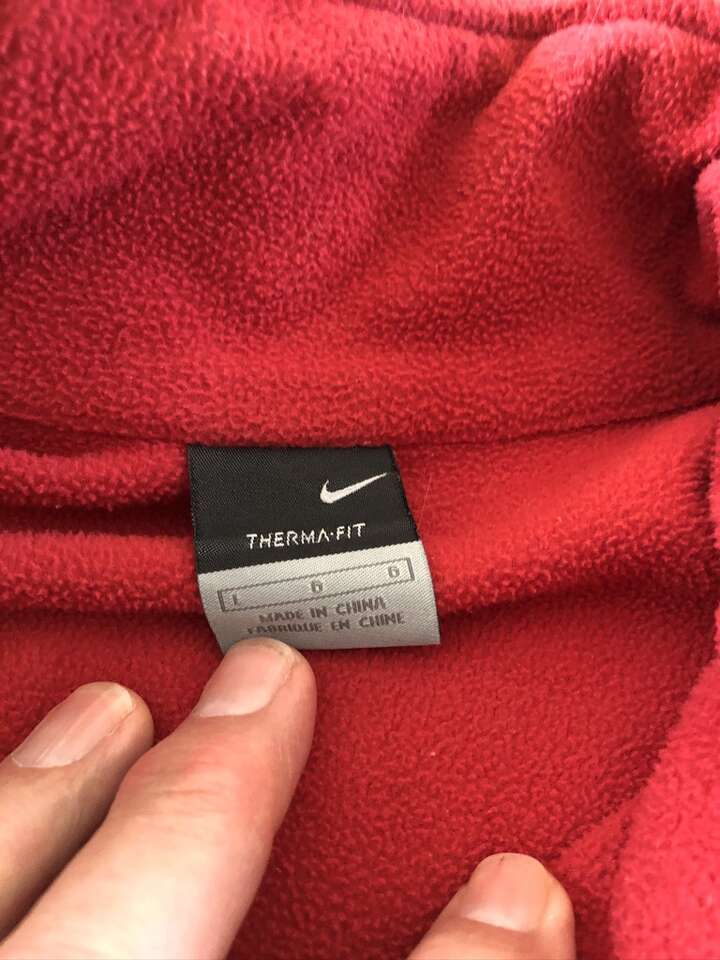 THERMA·FIT
L G G
MADE IN CHINA
FABRIQUE EN CHINE